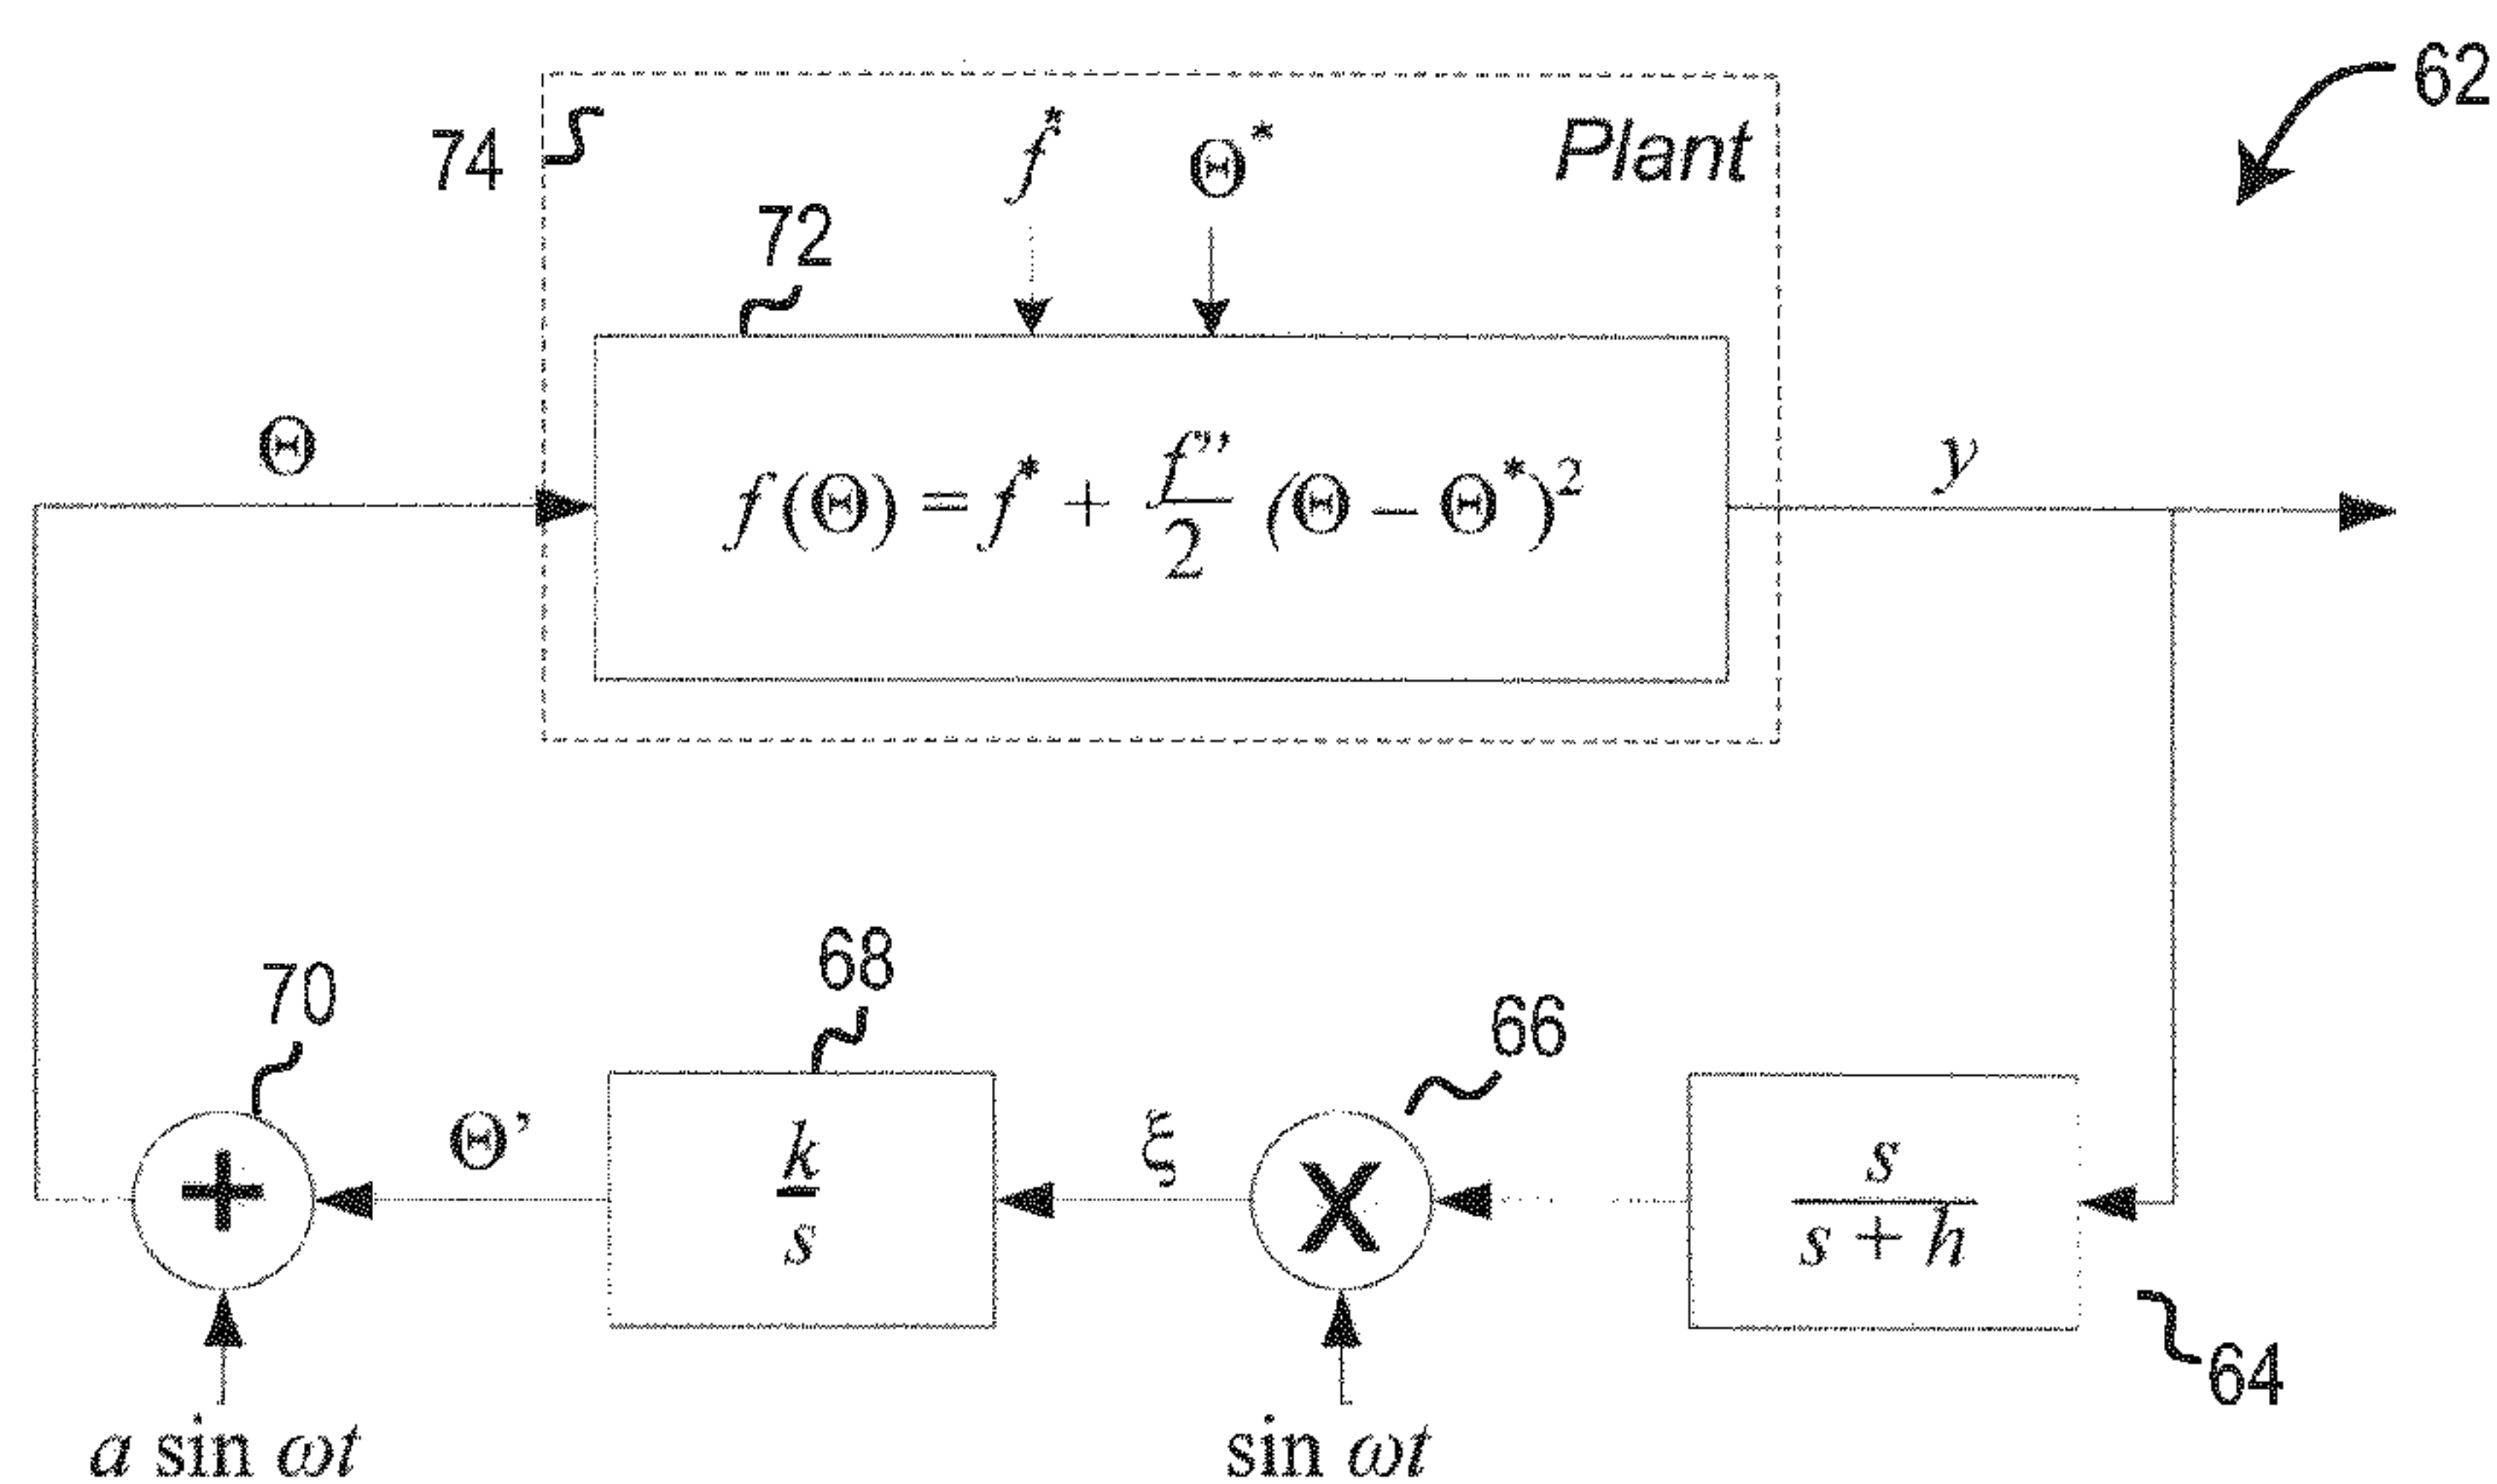 62
74
f*
Θ*
Plant
72
Θ
f(Θ) = f* + f''/2 (Θ – Θ*)²
y
70
68
66
Θ'
k/s
ξ
s/(s + h)
+
X
64
a sin ωt
sin ωt